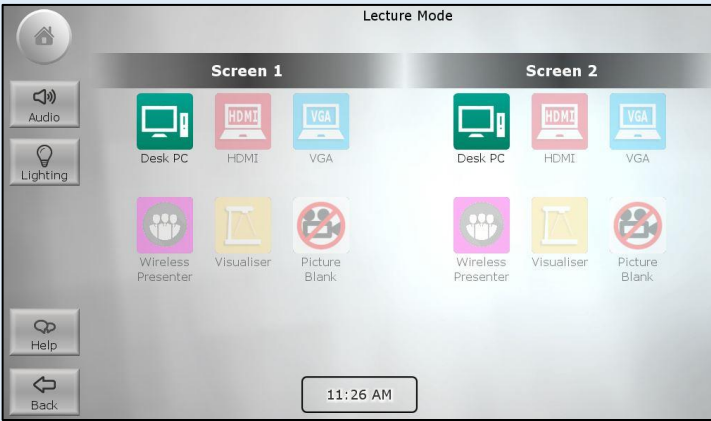 Lecture Mode
Screen 1
Screen 2
Audio
Lighting
HDMI
VGA
HDMI
VGA
Desk PC
HDMI
VGA
Desk PC
HDMI
VGA
Wireless
Presenter
Visualiser
Picture
Blank
Wireless
Presenter
Visualiser
Picture
Blank
Help
Back
11:26 AM